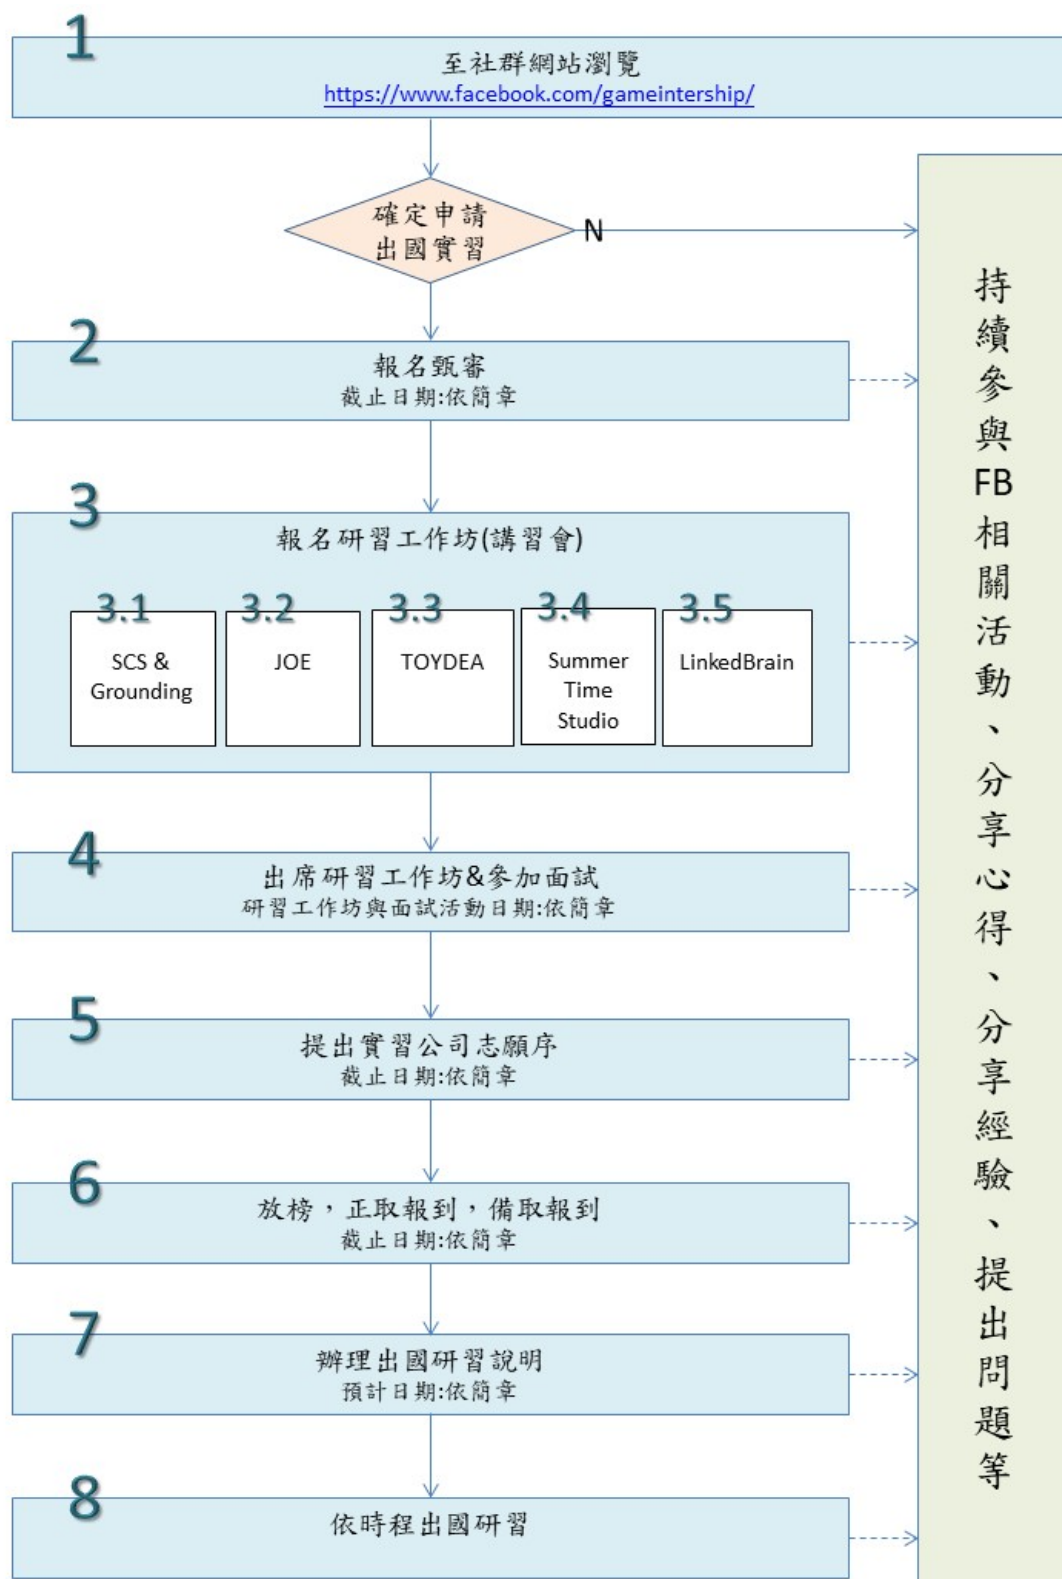 1
至社群網站瀏覽
https://www.facebook.com/gameintership/
確定申請
出國實習
N
2
報名甄審
截止日期:依簡章
3
報名研習工作坊(講習會)
3.1
SCS &
Grounding
3.2
JOE
3.3
TOYDEA
3.4
Summer
Time
Studio
3.5
LinkedBrain
4
出席研習工作坊&參加面試
研習工作坊與面試活動日期:依簡章
5
提出實習公司志願序
截止日期:依簡章
6
放榜，正取報到，備取報到
截止日期:依簡章
7
辦理出國研習說明
預計日期:依簡章
8
依時程出國研習
持續參與FB相關活動、分享心得、分享經驗、提出問題等